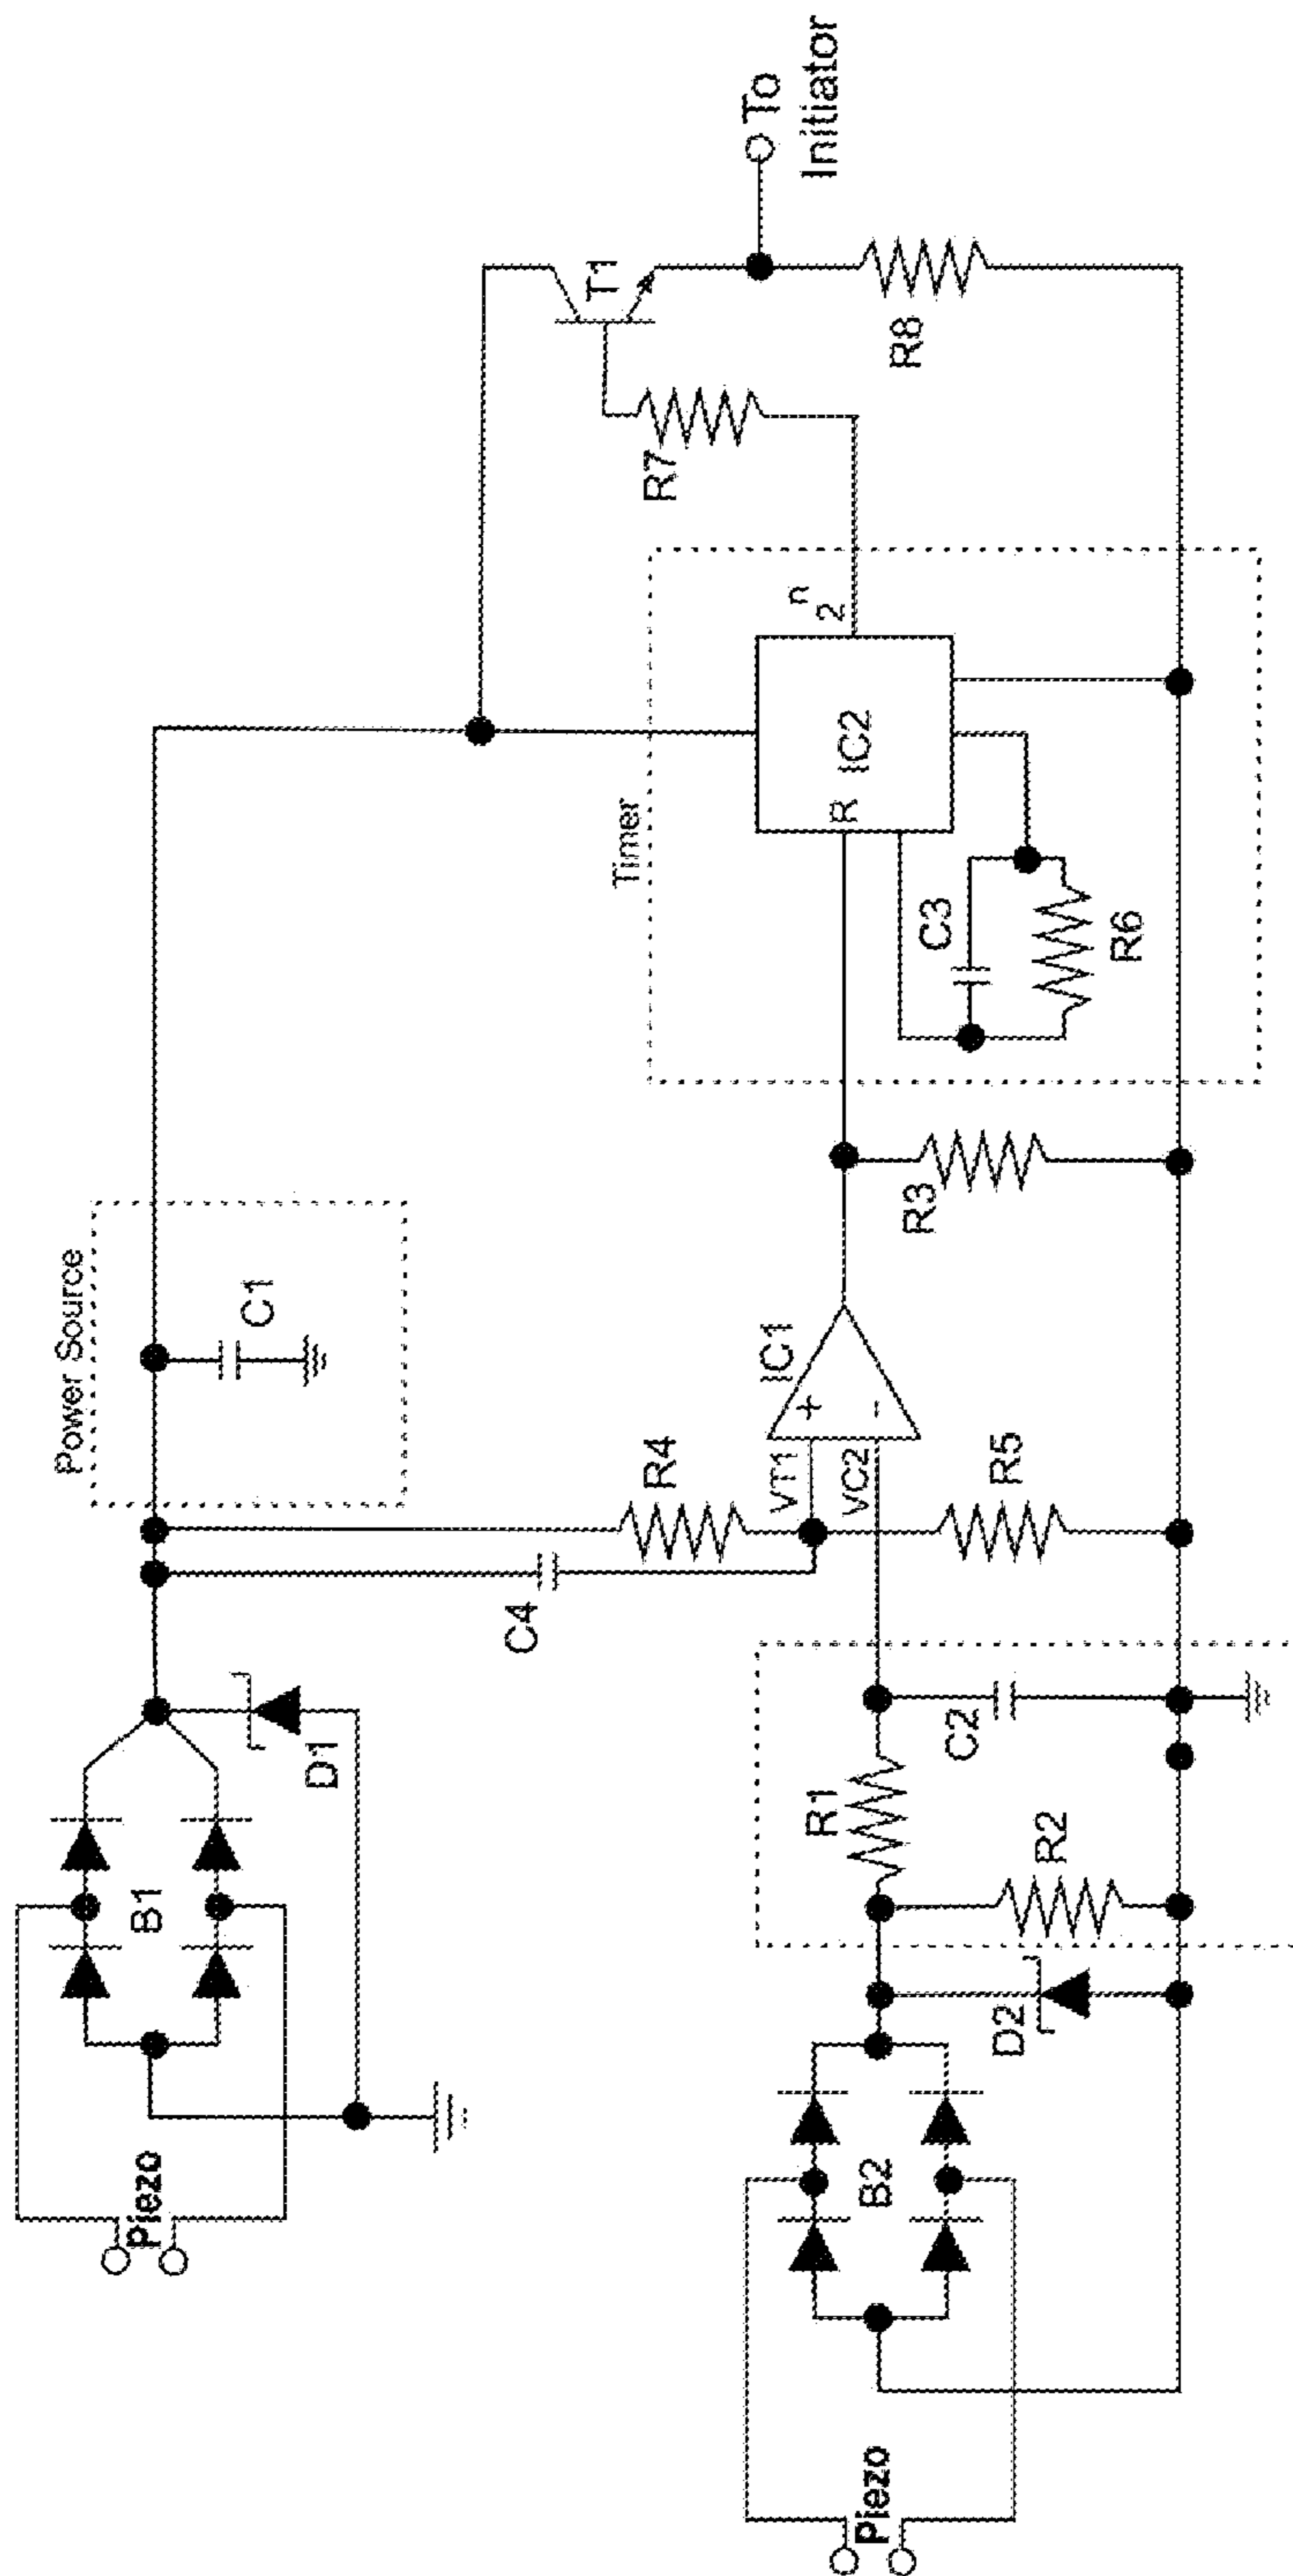 Piezo
B1
D1
Power Source
C1
C4
R4
VT1
VC2
IC1
+
-
R5
R3
Timer
R
IC2
2
n
C3
R6
R7
T1
R8
To
Initiator
Piezo
B2
D2
R1
R2
C2